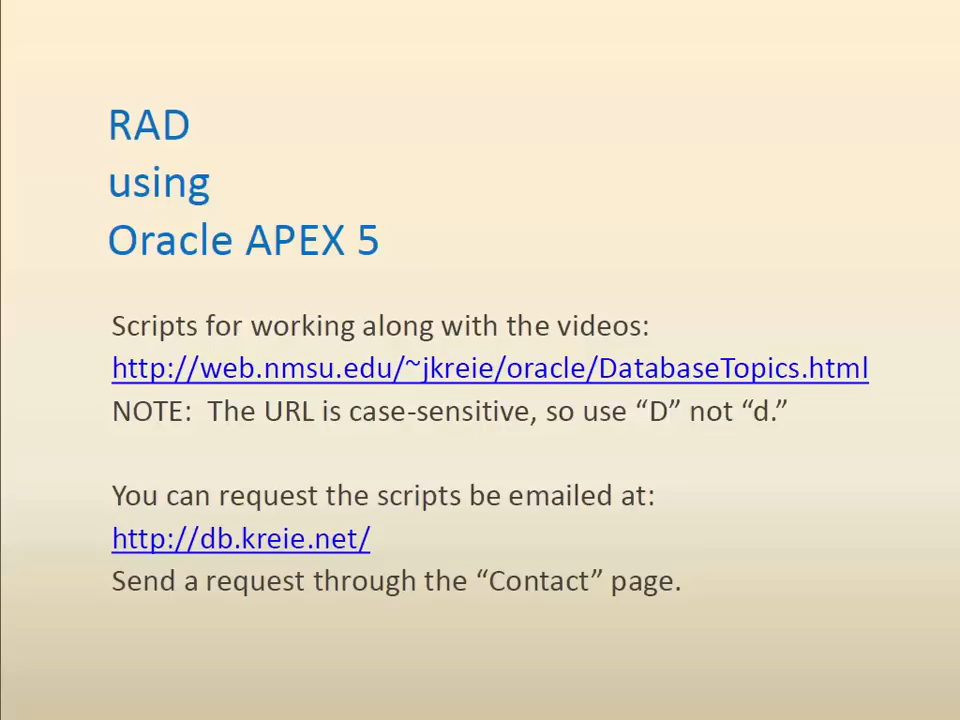 RAD
using
Oracle APEX 5
Scripts for working along with the videos:
http://web.nmsu.edu/~jkreie/oracle/DatabaseTopics.html
NOTE:  The URL is case-sensitive, so use “D” not “d.”
You can request the scripts be emailed at:
http://db.kreie.net/
Send a request through the “Contact” page.